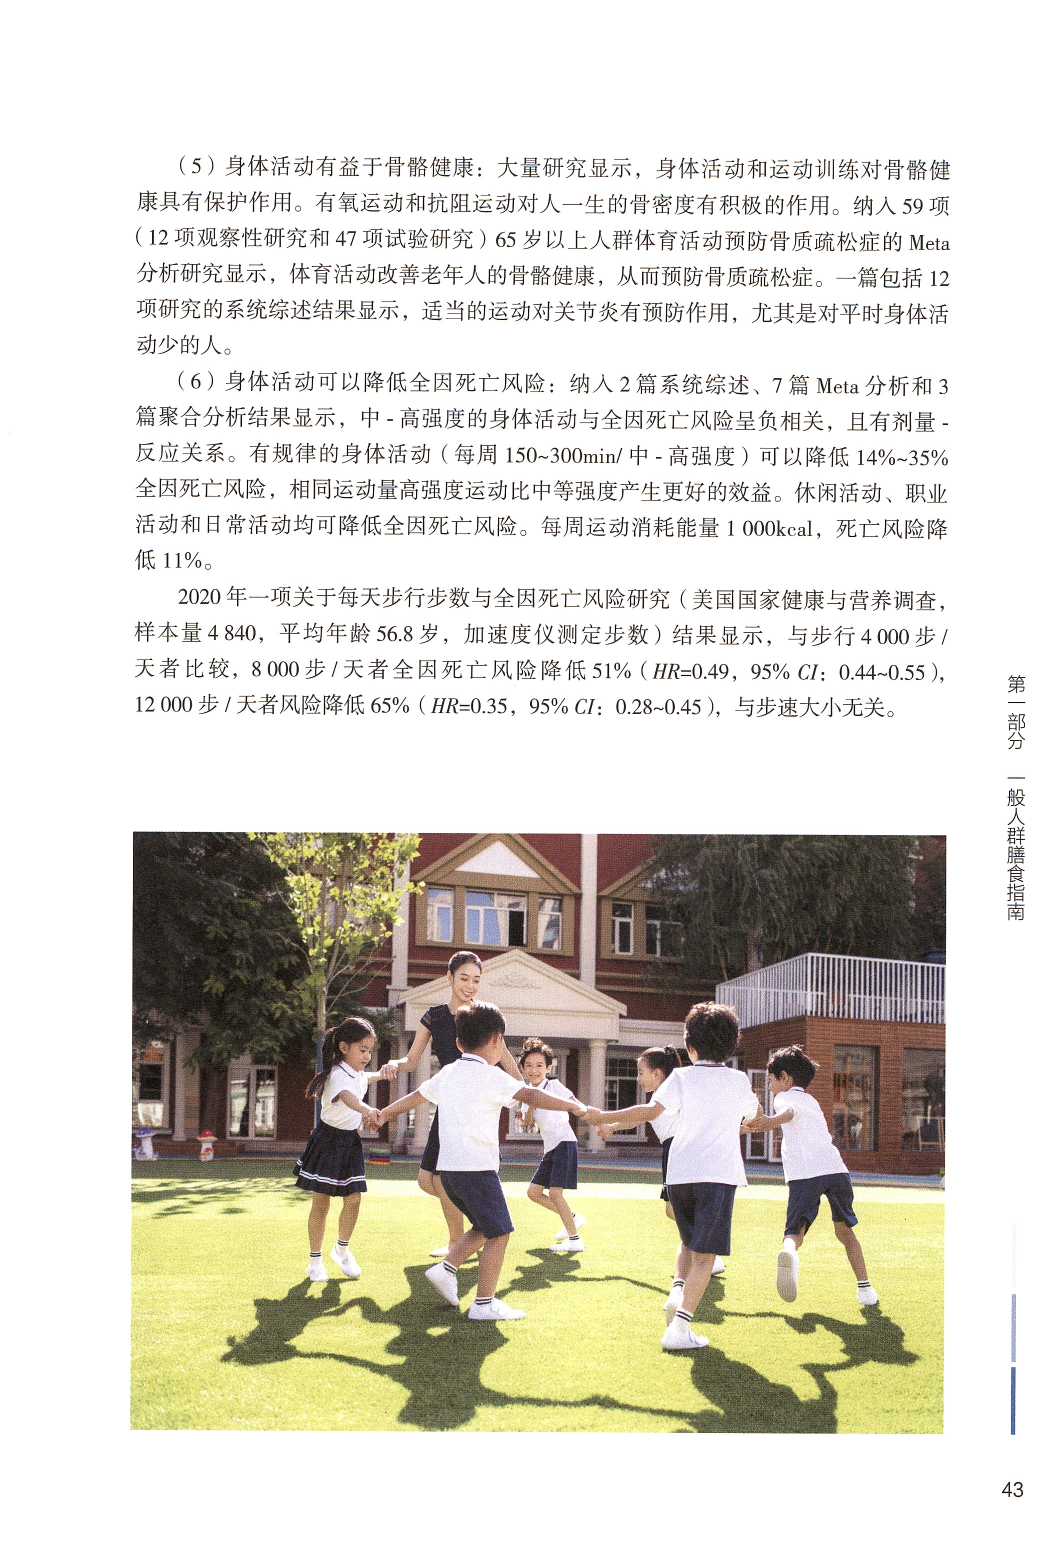 （5）身体活动有益于骨骼健康：大量研究显示，身体活动和运动训练对骨骼健
康具有保护作用。有氧运动和抗阻运动对人一生的骨密度有积极的作用。纳入 59 项
（12 项观察性研究和 47 项试验研究）65 岁以上人群体育活动预防骨质疏松症的 Meta
分析研究显示，体育活动改善老年人的骨骼健康，从而预防骨质疏松症。一篇包括 12
项研究的系统综述结果显示，适当的运动对关节炎有预防作用，尤其是对平时身体活
动少的人。
（6）身体活动可以降低全因死亡风险：纳入 2 篇系统综述、7 篇 Meta 分析和 3
篇聚合分析结果显示，中 - 高强度的身体活动与全因死亡风险呈负相关，且有剂量 -
反应关系。有规律的身体活动（每周 150~300min/ 中 - 高强度）可以降低 14%~35%
全因死亡风险，相同运动量高强度运动比中等强度产生更好的效益。休闲活动、职业
活动和日常活动均可降低全因死亡风险。每周运动消耗能量 1 000kcal，死亡风险降
低 11%。
2020 年一项关于每天步行步数与全因死亡风险研究（美国国家健康与营养调查，
样本量 4 840，平均年龄 56.8 岁，加速度仪测定步数）结果显示，与步行 4 000 步 /
天者比较，8 000 步 / 天者全因死亡风险降低 51%（HR=0.49，95% CI：0.44~0.55），
12 000 步 / 天者风险降低 65%（HR=0.35，95% CI：0.28~0.45），与步速大小无关。
第一部分 一般人群膳食指南
43